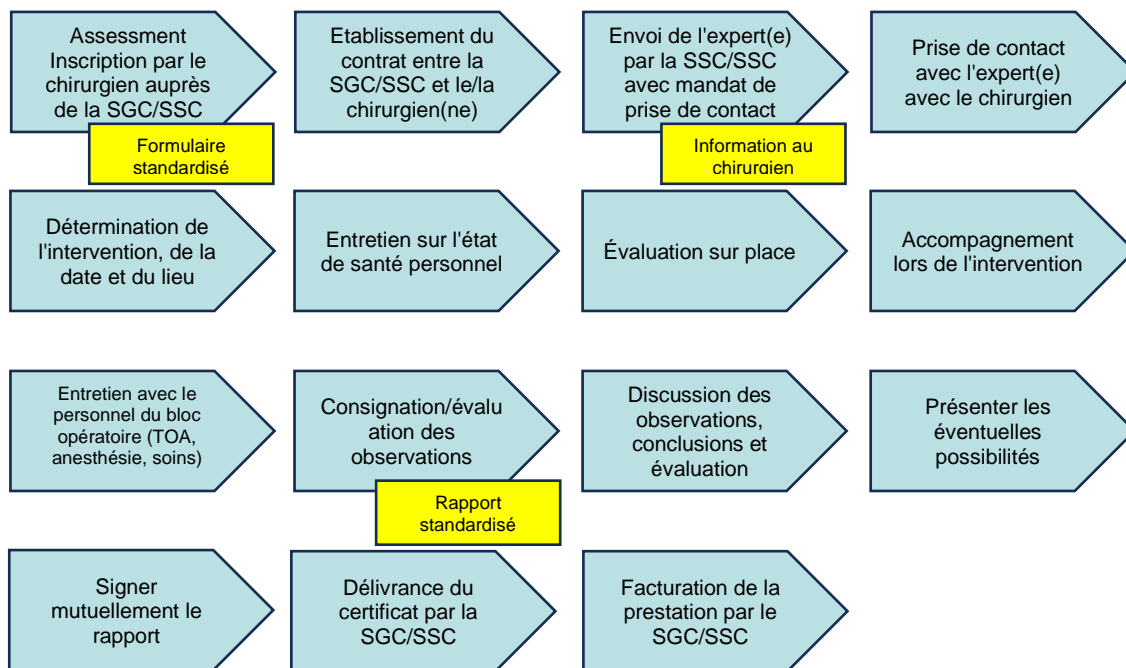 Assessment
Inscription par le
chirurgien auprès
de la SGC/SSC
Formulaire
standardisé
Etablissement du
contrat entre la
SGC/SSC et le/la
chirurgien(ne)
Envoi de l'expert(e)
par la SSC/SSC
avec mandat de
prise de contact
Information au
chirurgien
Prise de contact
avec l'expert(e)
avec le chirurgien
Détermination de
l'intervention, de la
date et du lieu
Entretien sur l'état
de santé personnel
Évaluation sur place
Accompagnement
lors de l'intervention
Entretien avec le
personnel du bloc
opératoire (TOA,
anesthésie, soins)
Consignation/évalu
ation des
observations
Rapport
standardisé
Discussion des
observations,
conclusions et
évaluation
Présenter les
éventuelles
possibilités
Signer
mutuellement le
rapport
Délivrance du
certificat par la
SGC/SSC
Facturation de la
prestation par le
SGC/SSC